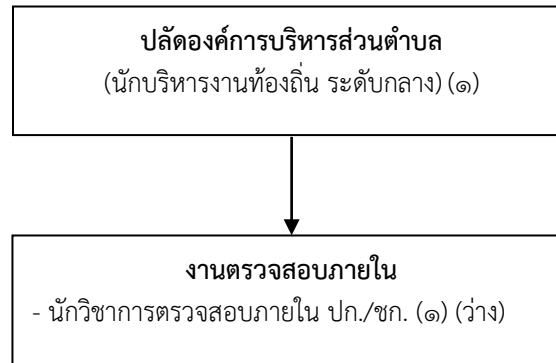 ปลัดองค์การบริหารส่วนตำบล
(นักบริหารงานท้องถิ่น ระดับกลาง) (๑)
งานตรวจสอบภายใน
- นักวิชาการตรวจสอบภายใน ปก./ชก. (๑) (ว่าง)